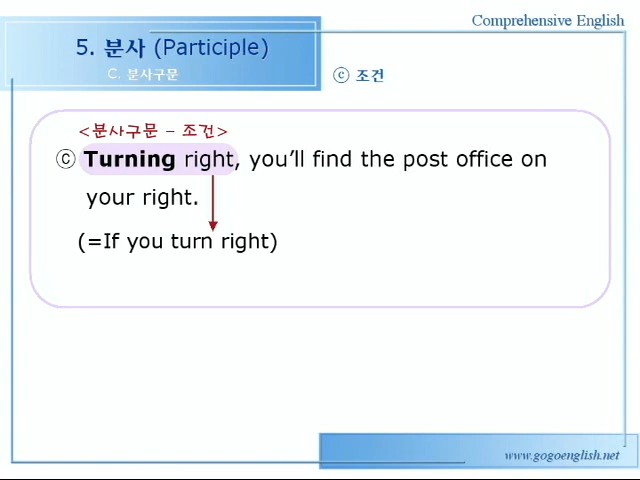 Comprehensive English
5. 분사 (Participle)
C. 분사구문
ⓒ 조건
<분사구문 – 조건>
ⓒ Turning right, you’ll find the post office on
your right.
(=If you turn right)
www.gogoenglish.net